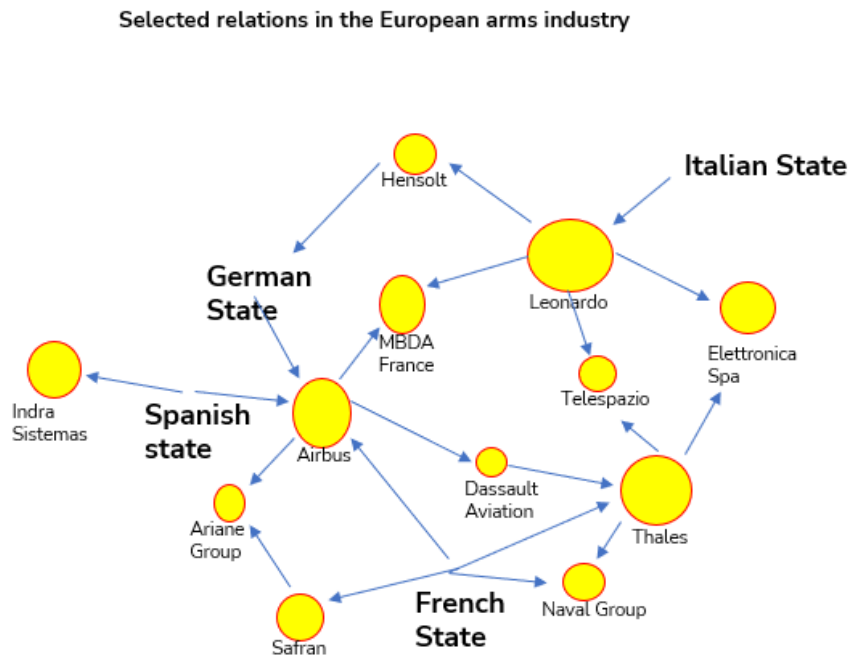 Selected relations in the European arms industry
Hensolt
Italian State
German
State
Leonardo
MBDA
France
Elettronica
Spa
Telespazio
Indra
Sistemas
Spanish
state
Airbus
Dassault
Aviation
Ariane
Group
Thales
French
State
Naval Group
Safran